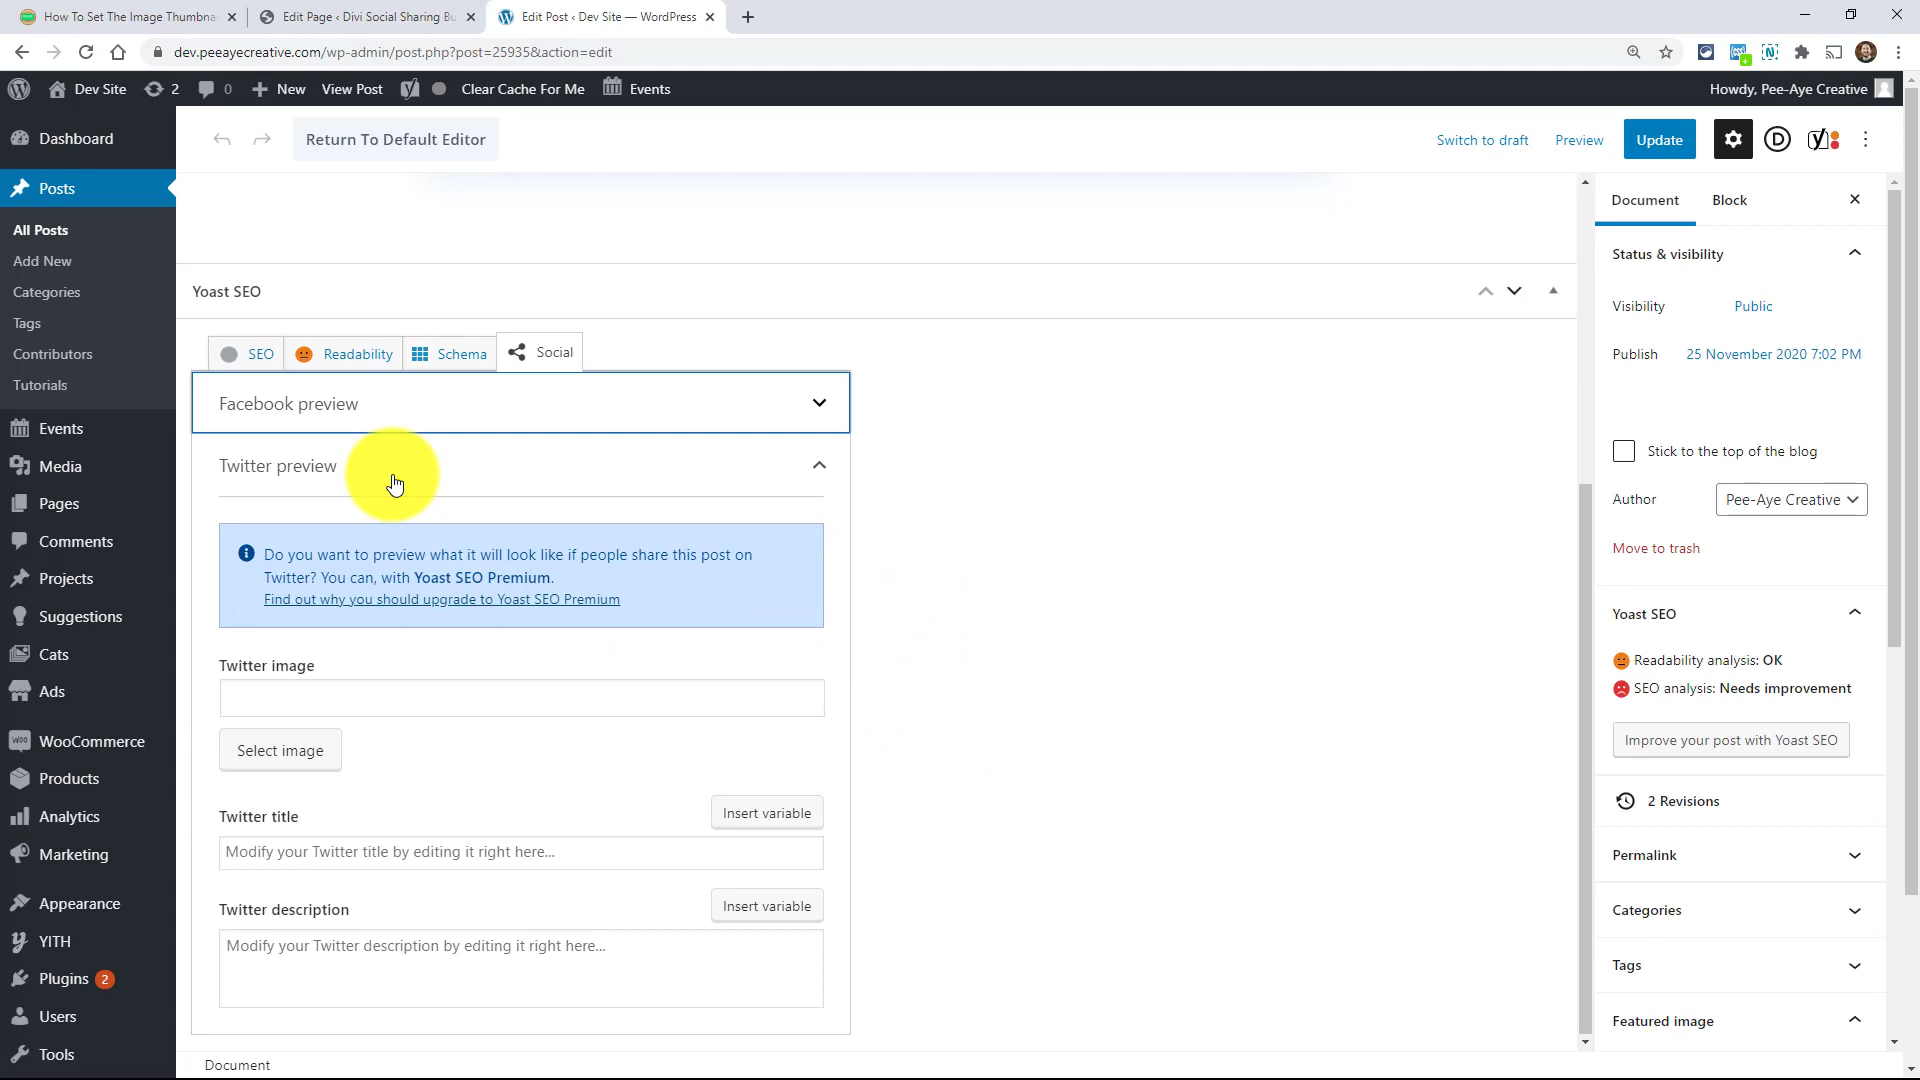 How To Set The Image Thumbna
Edit Page ‹ Divi Social Sharing Bu
Edit Post ‹ Dev Site — WordPress
dev.peeayecreative.com/wp-admin/post.php?post=25935&action=edit
Dev Site
2
0
New
View Post
Clear Cache For Me
Events
Howdy, Pee-Aye Creative
Dashboard
Return To Default Editor
Switch to draft
Preview
Update
Posts
All Posts
Add New
Categories
Tags
Contributors
Tutorials
Events
Media
Pages
Comments
Projects
Suggestions
Cats
Ads
WooCommerce
Products
Analytics
Marketing
Appearance
YITH
Plugins 2
Users
Tools
Yoast SEO
SEO
Readability
Schema
Social
Facebook preview
Twitter preview
Do you want to preview what it will look like if people share this post on
Twitter? You can, with Yoast SEO Premium.
Find out why you should upgrade to Yoast SEO Premium
Twitter image
Select image
Twitter title
Insert variable
Modify your Twitter title by editing it right here...
Twitter description
Insert variable
Modify your Twitter description by editing it right here...
Document
Document
Block
Status & visibility
Visibility
Public
Publish
25 November 2020 7:02 PM
Stick to the top of the blog
Author
Pee-Aye Creative
Move to trash
Yoast SEO
Readability analysis: OK
SEO analysis: Needs improvement
Improve your post with Yoast SEO
2 Revisions
Permalink
Categories
Tags
Featured image